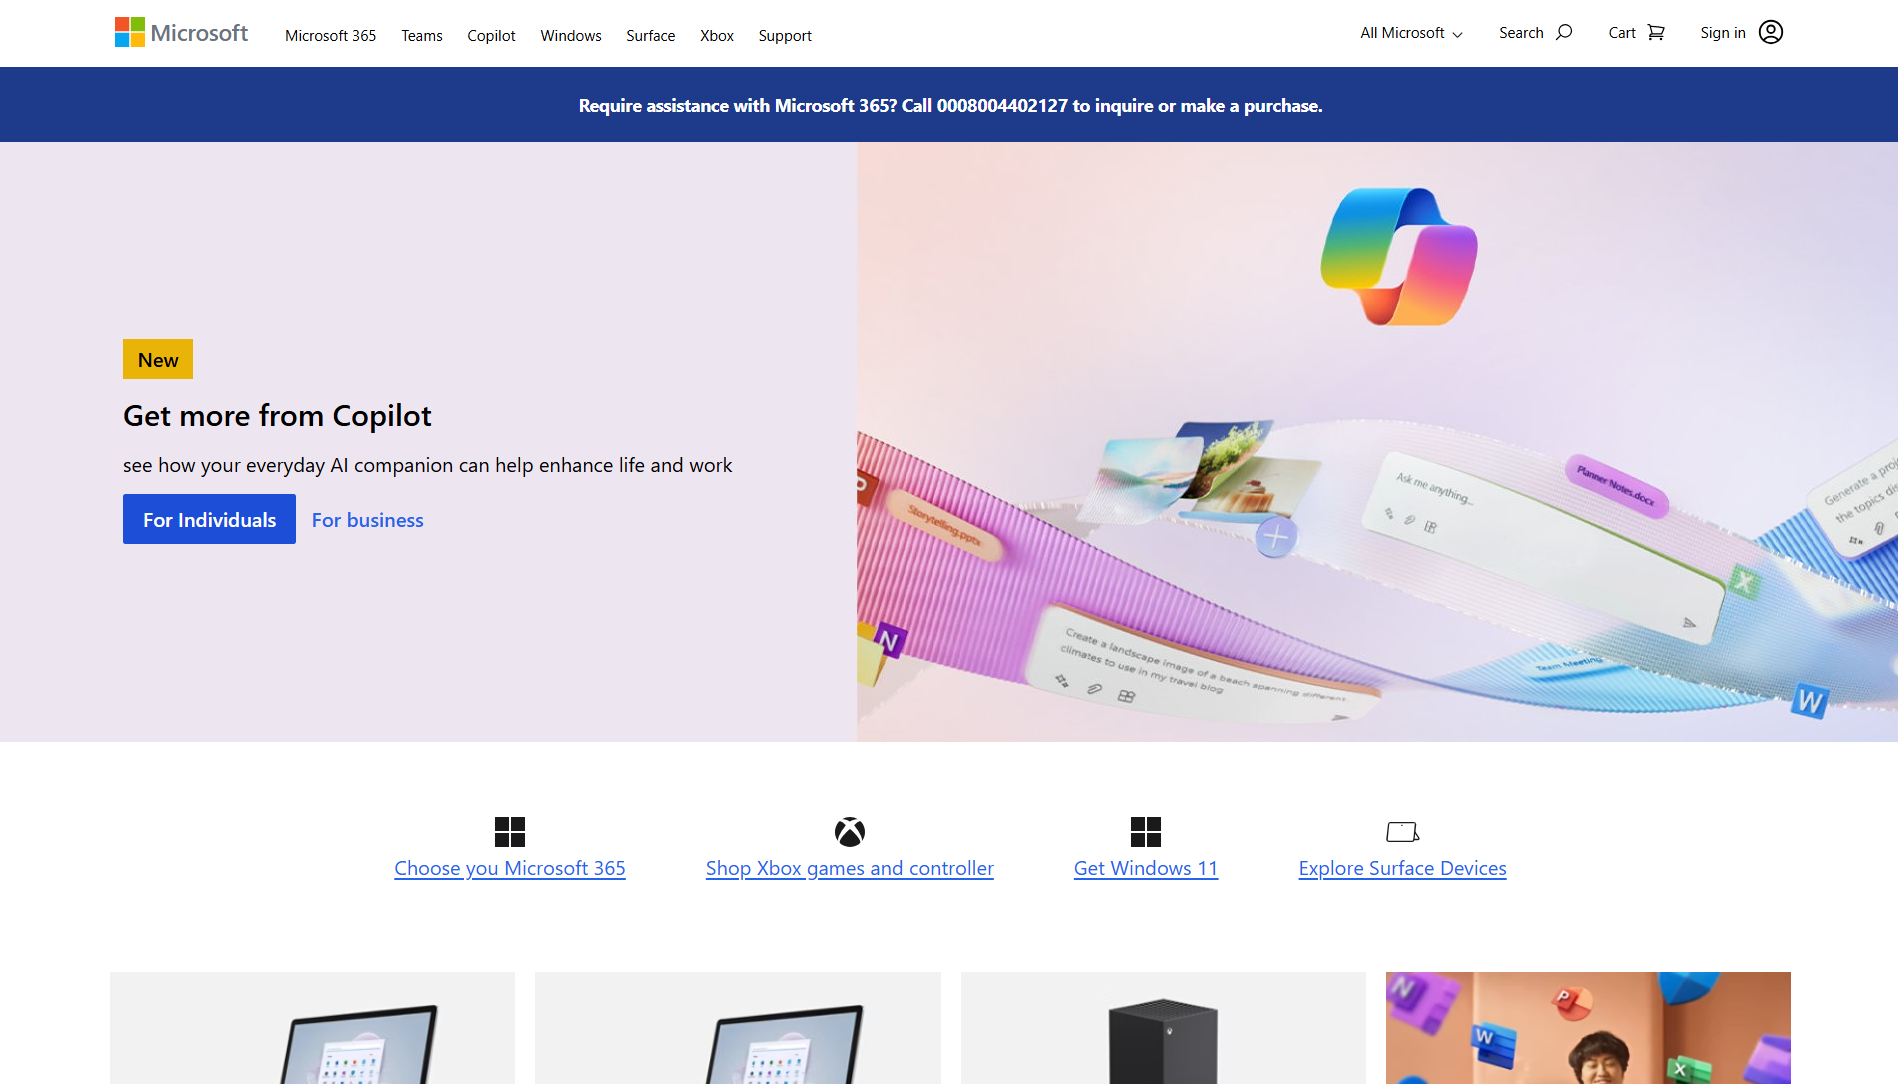 Microsoft
Microsoft 365 Teams Copilot Windows Surface Xbox Support
All Microsoft Search Cart Sign in
Require assistance with Microsoft 365? Call 0008004402127 to inquire or make a purchase.
New
Get more from Copilot
see how your everyday AI companion can help enhance life and work
For Individuals For business
Ask me anything...
Planner Notes.docx
Generate a proj
the topics dis
Storytelling.pptx
P
X
N
Create a landscape image of a beach spanning different
climates to use in my travel blog
Team Meeting
W
Choose you Microsoft 365
Shop Xbox games and controller
Get Windows 11
Explore Surface Devices
N
P
W
X